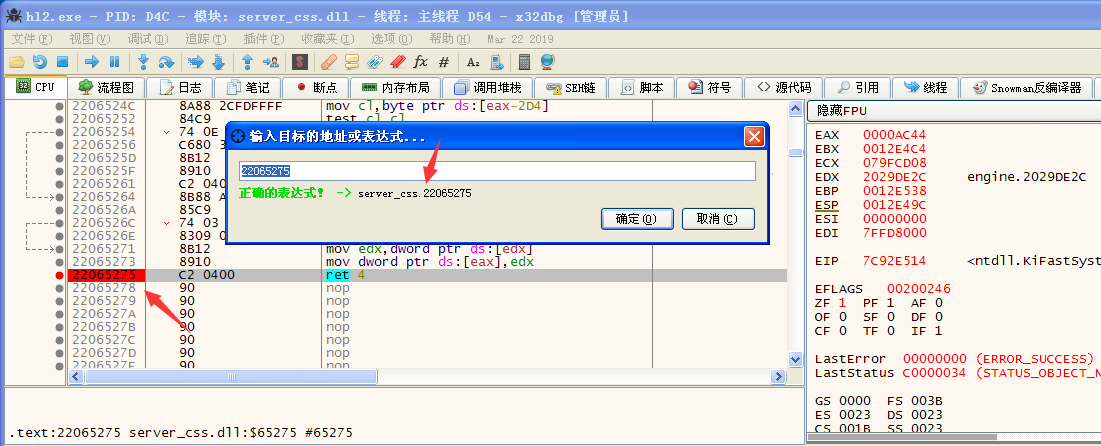 hl2.exe - PID: D4C - 模块: server_css.dll - 线程: 主线程 D54 - x32dbg [管理员]
文件(F) 视图(V) 调试(D) 追踪(T) 插件(P) 收藏夹(I) 选项(O) 帮助(H) Mar 22 2019
CPU 流程图 日志 笔记 断点 内存布局 调用堆栈 SEH链 脚本 符号 源代码 引用 线程 Snowman反编译器
2206524C 8A88 2CFDFFFF mov cl,byte ptr ds:[eax-2D4]
22065252 84C9 test cl,cl
22065254 74 0E
22065256 C680 3
8B12
8910
22065261 C2 04
22065264 8B88 A
85C9
2206526C 74 03
2206526E 8309 0
22065271 8B12 mov edx,dword ptr ds:[edx]
22065273 8910 mov dword ptr ds:[eax],edx
22065275 C2 0400 ret 4
22065278 90 nop
22065279 90 nop
2206527A 90 nop
2206527B 90 nop
2206527C 90 nop
2206527D 90 nop
2206527E 90 nop
输入目标的地址或表达式...
22065275
正确的表达式! -> server_css.22065275
确定(O) 取消(C)
.text:22065275 server_css.dll:$65275 #65275
隐藏FPU
EAX 0000AC44
EBX 0012E4C4
ECX 079FCD08
EDX 2029DE2C engine.2029DE2C
EBP 0012E538
ESP 0012E49C
ESI 00000000
EDI 7FFD8000
EIP 7C92E514 <ntdll.KiFastSyst
EFLAGS 00200246
ZF 1 PF 1 AF 0
OF 0 SF 0 DF 0
CF 0 TF 0 IF 1
LastError 00000000 (ERROR_SUCCESS)
LastStatus C0000034 (STATUS_OBJECT_N
GS 0000 FS 003B
ES 0023 DS 0023
CS 001B SS 0023